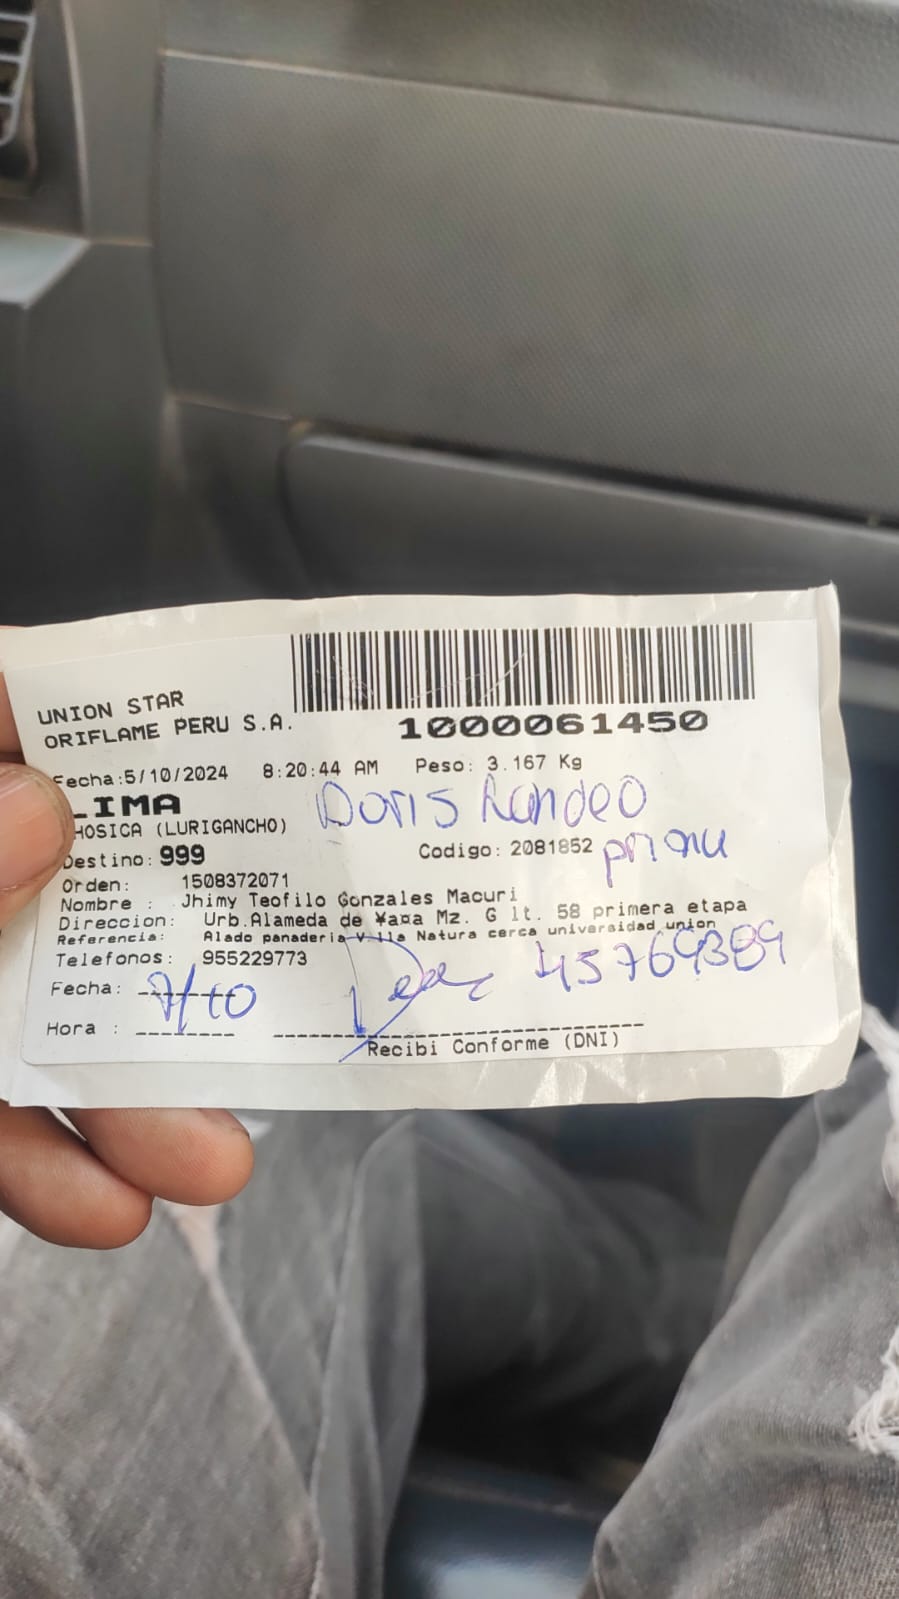 UNION STAR
ORIFLAME PERU S.A.
1000061450
Fecha:5/10/2024 8:20:44 AM Peso: 3.167 Kg
LIMA
HOSICA (LURIGANCHO)
Doris
Destino: 999
Codigo: 2081852
Orden: 1508372071
Nombre : Jhimy Teofilo Gonzales Macuri
Direccion: Urb.Alameda de ¥aɑa Mz. G lt. 58 primera etapa
Referencia: Alado panaderia Villa Natura cerca universidad union
Telefonos: 955229773
45769389
Fecha: 7/10
Hora :
Recibi Conforme (DNI)